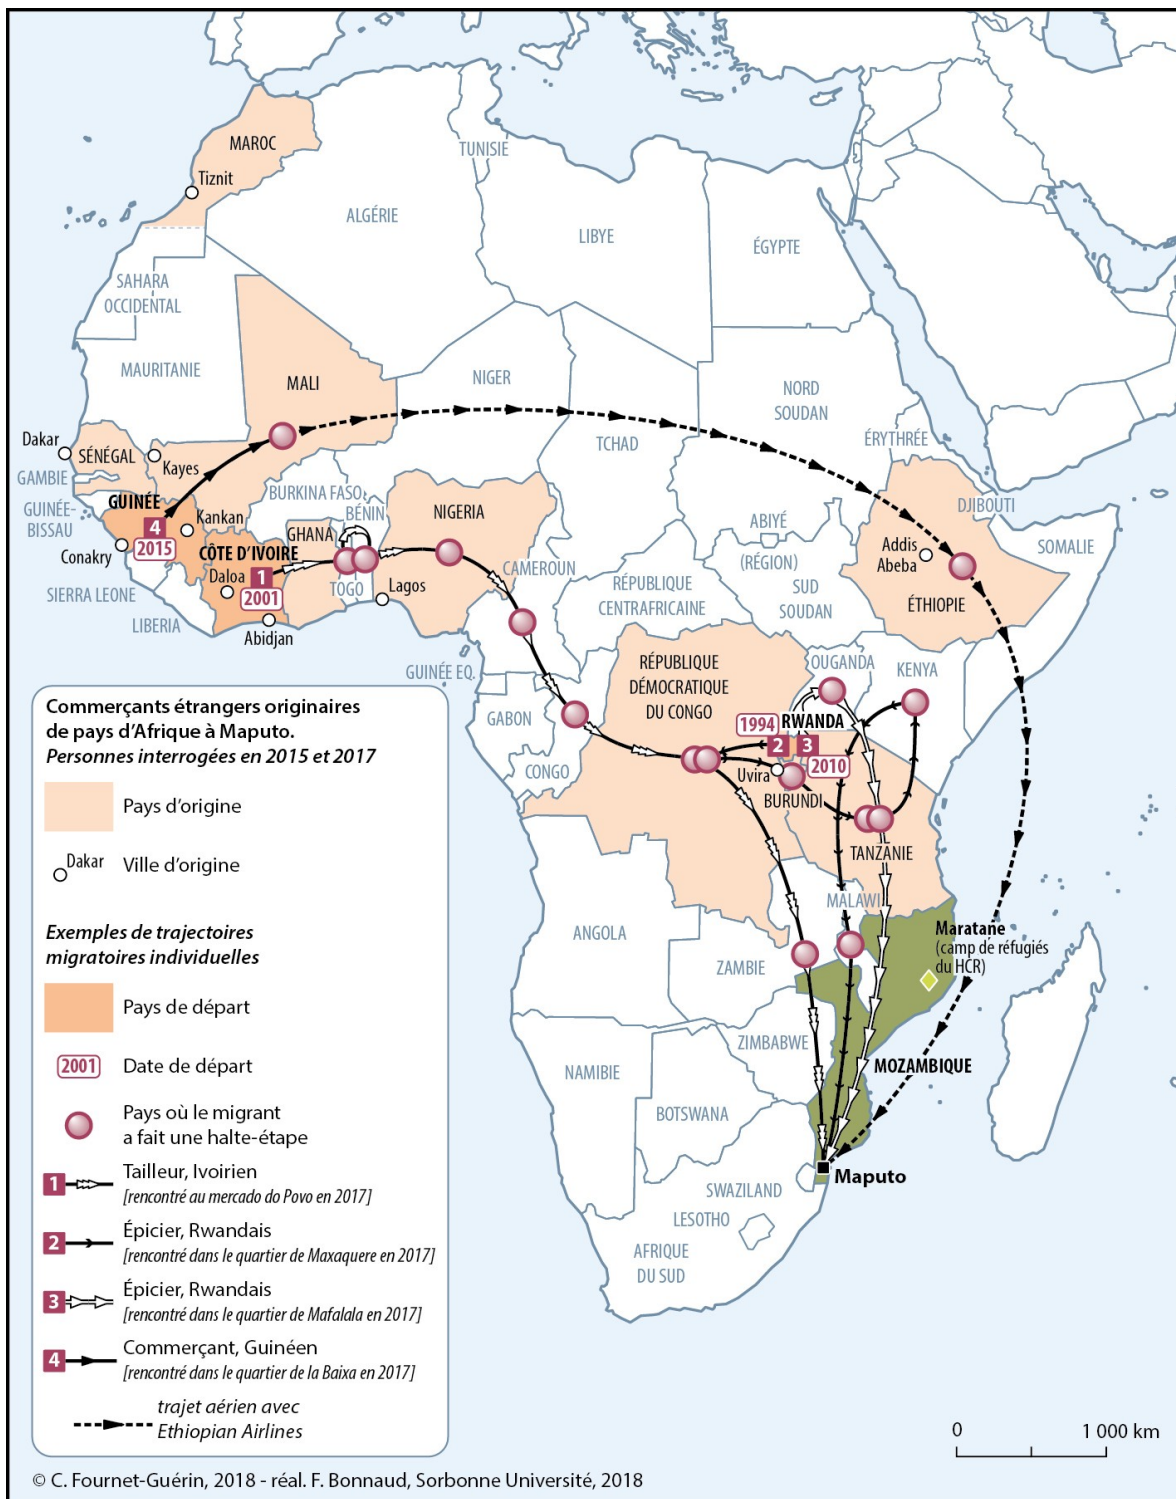 MAROC
Tiznit
TUNISIE
ALGÉRIE
LIBYE
ÉGYPTE
SAHARA
OCCIDENTAL
MAURITANIE
MALI
NIGER
TCHAD
NORD
SOUDAN
ÉRYTHRÉE
DJIBOUTI
Dakar
SÉNÉGAL
Kayes
GAMBIE
GUINÉE-
BISSAU
GUINÉE
4
2015
Kankan
Conakry
SIERRA LEONE
LIBERIA
CÔTE D'IVOIRE
Daloa
1
2001
Abidjan
BURKINA FASO
BÉNIN
GHANA
TOGO
NIGERIA
Lagos
CAMEROUN
ABIYÉ
(RÉGION)
SUD
SOUDAN
Addis
Abeba
ÉTHIOPIE
SOMALIE
RÉPUBLIQUE
CENTRAFRICAINE
GUINÉE EQ.
GABON
CONGO
RÉPUBLIQUE
DÉMOCRATIQUE
DU CONGO
OUGANDA
KENYA
1994
RWANDA
2
3
2010
Uvira
BURUNDI
TANZANIE
MALAWI
ANGOLA
ZAMBIE
Maratane
(camp de réfugiés
du HCR)
ZIMBABWE
MOZAMBIQUE
NAMIBIE
BOTSWANA
Maputo
SWAZILAND
LESOTHO
AFRIQUE
DU SUD
Commerçants étrangers originaires
de pays d'Afrique à Maputo.
Personnes interrogées en 2015 et 2017
Pays d'origine
Dakar
Ville d'origine
Exemples de trajectoires
migratoires individuelles
Pays de départ
2001
Date de départ
Pays où le migrant
a fait une halte-étape
1
Tailleur, Ivoirien
[rencontré au mercado do Povo en 2017]
2
Épicier, Rwandais
[rencontré dans le quartier de Maxaquere en 2017]
3
Épicier, Rwandais
[rencontré dans le quartier de Mafalala en 2017]
4
Commerçant, Guinéen
[rencontré dans le quartier de la Baixa en 2017]
trajet aérien avec
Ethiopian Airlines
0
1 000 km
© C. Fournet-Guérin, 2018 - réal. F. Bonnaud, Sorbonne Université, 2018